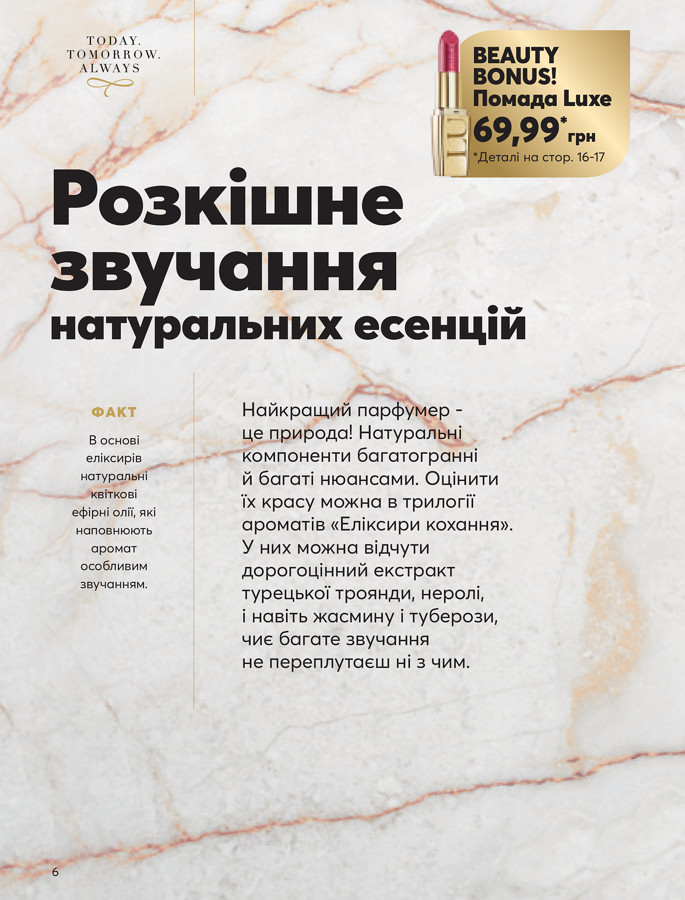 TODAY.
TOMORROW.
ALWAYS
BEAUTY
BONUS!
Помада Luxe
69,99* грн
*Деталі на стор. 16-17
LU
Розкішне
звучання
натуральних есенцій
ФАКТ
В основі
еліксирів
натуральні
квіткові
ефірні олії, які
наповнюють
аромат
особливим
звучанням.
Найкращий парфумер -
це природа! Натуральні
компоненти багатогранні
й багаті нюансами. Оцінити
їх красу можна в трилогії
ароматів «Еліксири кохання».
У них можна відчути
дорогоцінний екстракт
турецької троянди, неролі,
і навіть жасмину і туберози,
чиє багате звучання
не переплутаєш ні з чим.
6